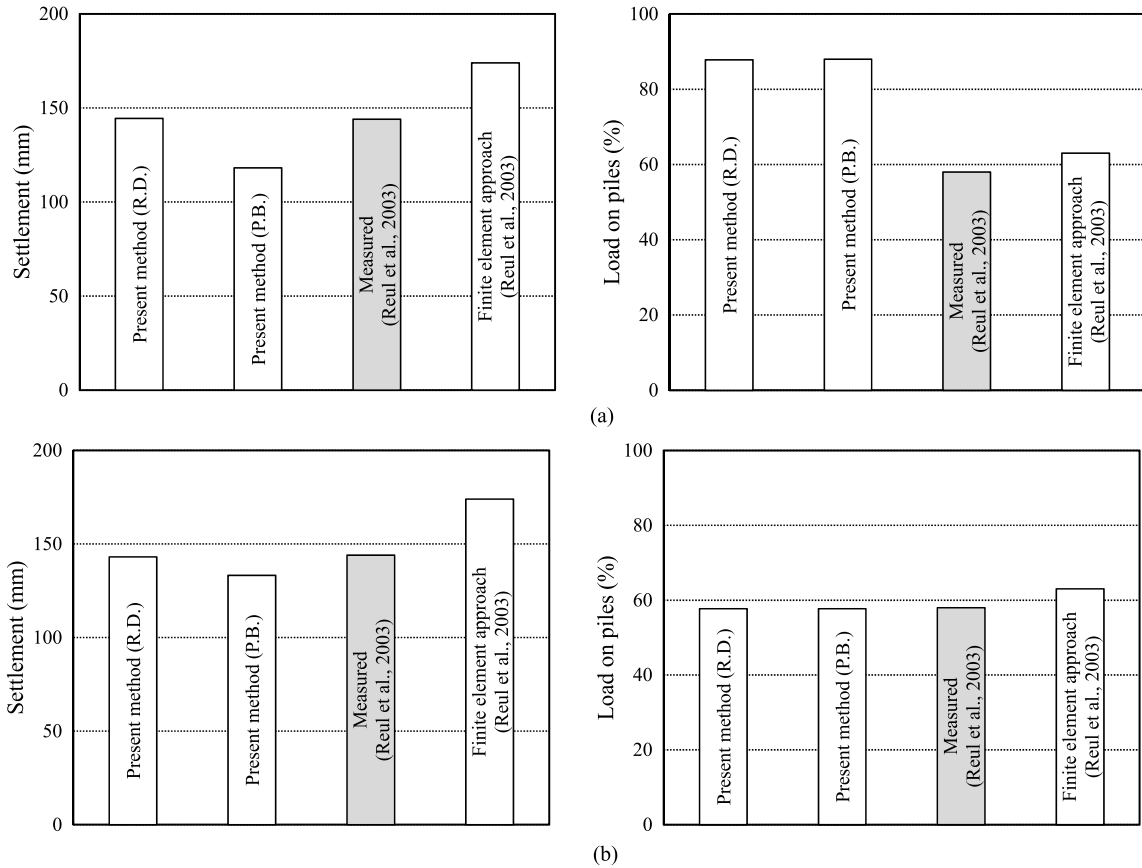 200
150
100
50
0
Settlement (mm)
Present method (R.D.)
Present method (P.B.)
Measured
(Reul et al., 2003)
Finite element approach
(Reul et al., 2003)
100
80
60
40
20
0
Load on piles (%)
Present method (R.D.)
Present method (P.B.)
Measured
(Reul et al., 2003)
Finite element approach
(Reul et al., 2003)
(a)
200
150
100
50
0
Settlement (mm)
Present method (R.D.)
Present method (P.B.)
Measured
(Reul et al., 2003)
Finite element approach
(Reul et al., 2003)
100
80
60
40
20
0
Load on piles (%)
Present method (R.D.)
Present method (P.B.)
Measured
(Reul et al., 2003)
Finite element approach
(Reul et al., 2003)
(b)